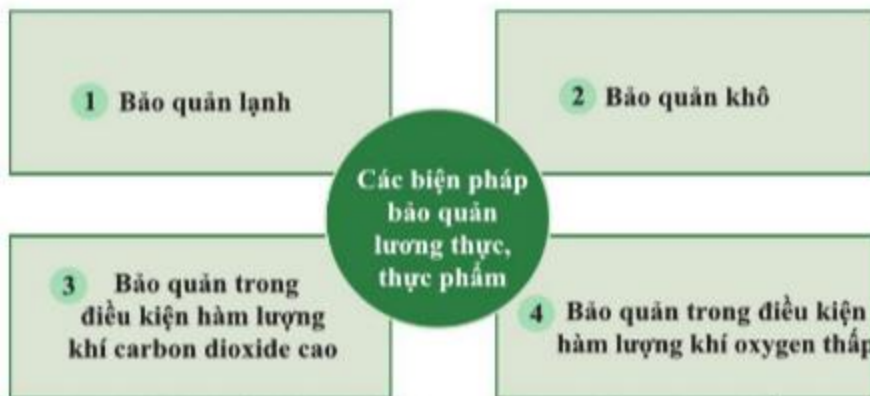 1 Bảo quản lạnh
2 Bảo quản khô
Các biện pháp
bảo quản
lương thực,
thực phẩm
3 Bảo quản trong
điều kiện hàm lượng
khí carbon dioxide cao
4 Bảo quản trong điều kiện
hàm lượng khí oxygen thấp